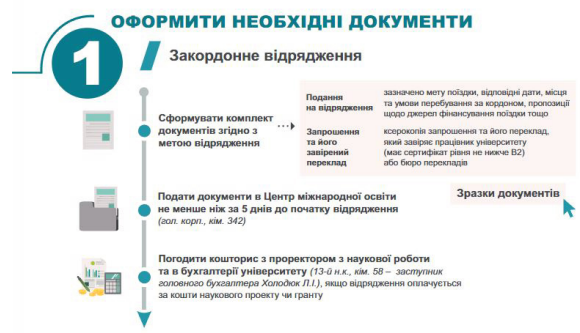 ОФОРМИТИ НЕОБХІДНІ ДОКУМЕНТИ
1
Закордонне відрядження
Сформувати комплект
документів згідно з
метою відрядження
Подання
на відрядження
зазначено мету поїздки, відповідні дати, місця
та умови перебування за кордоном, пропозиції
щодо джерел фінансування поїздки тощо
Запрошення
та його
завірений
переклад
ксерокопія запрошення та його переклад,
який завіряє працівник університету
(має сертифікат рівня не нижче В2)
або бюро перекладів
Зразки документів
Подати документи в Центр міжнародної освіти
не менше ніж за 5 днів до початку відрядження
(гол. корп., кім. 342)
Погодити кошторис з проректором з наукової роботи
та в бухгалтерії університету (13-й н.к., кім. 58 – заступник
головного бухгалтера Холодюк Л.І.), якщо відрядження оплачується
за кошти наукового проекту чи гранту